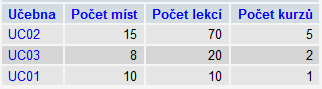 Učebna Počet míst Počet lekcí Počet kurzů
UC02 15 70 5
UC03 8 20 2
UC01 10 10 1